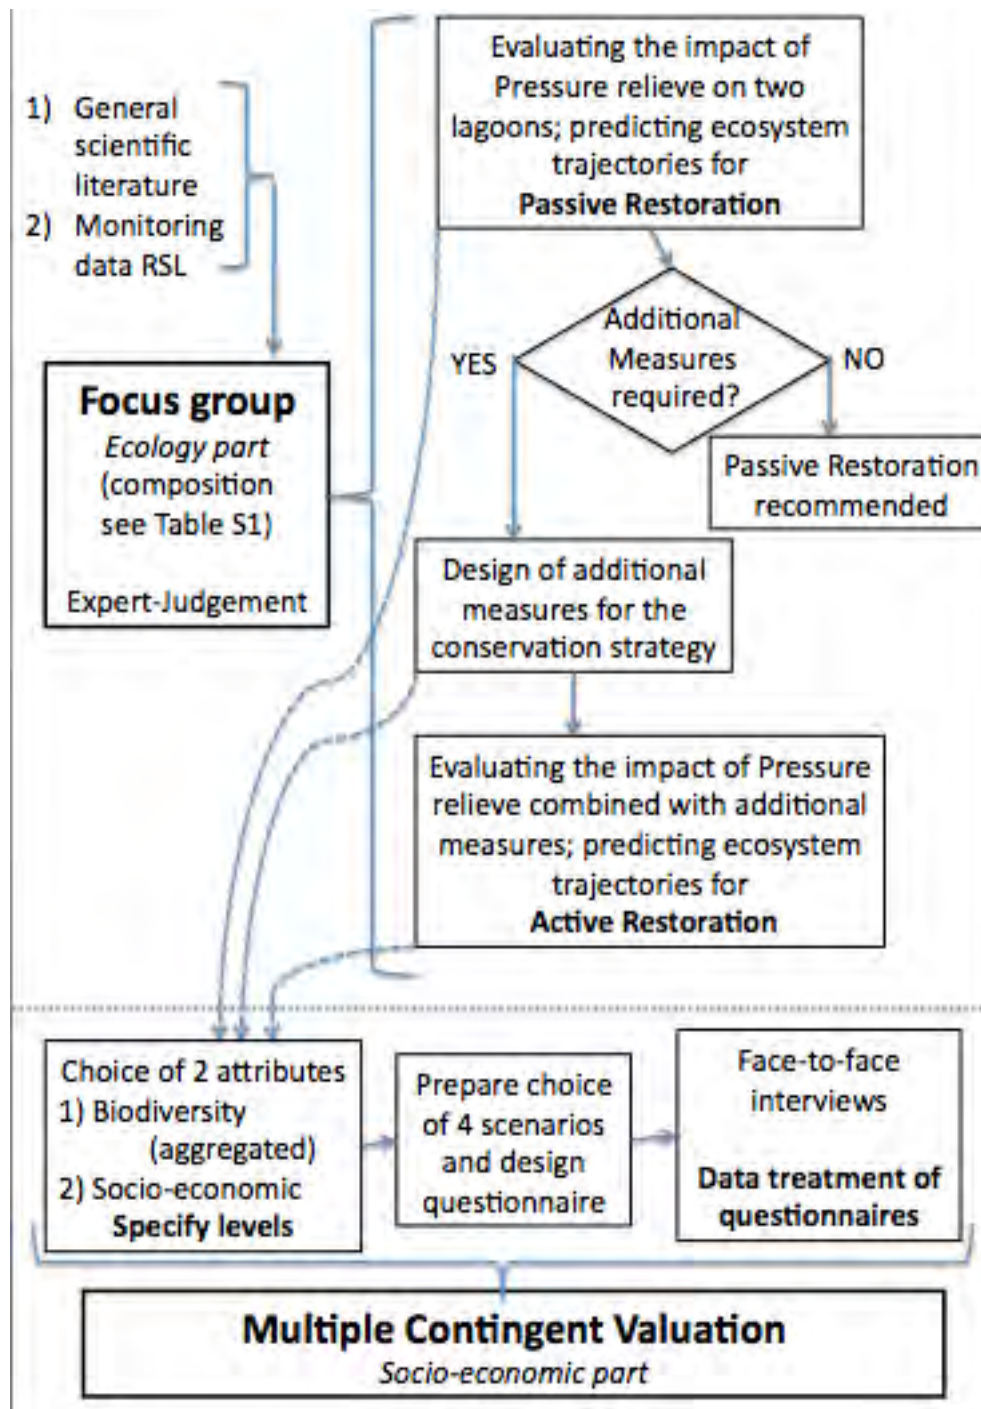 1) General
scientific
literature
2) Monitoring
data RSL
Focus group
Ecology part
(composition
see Table S1)
Expert-Judgement
Evaluating the impact of
Pressure relieve on two
lagoons; predicting ecosystem
trajectories for
Passive Restoration
Additional
Measures
required?
YES
NO
Passive Restoration
recommended
Design of additional
measures for the
conservation strategy
Evaluating the impact of Pressure
relieve combined with additional
measures; predicting ecosystem
trajectories for
Active Restoration
Choice of 2 attributes
1) Biodiversity
(aggregated)
2) Socio-economic
Specify levels
Prepare choice
of 4 scenarios
and design
questionnaire
Face-to-face
interviews
Data treatment of
questionnaires
Multiple Contingent Valuation
Socio-economic part